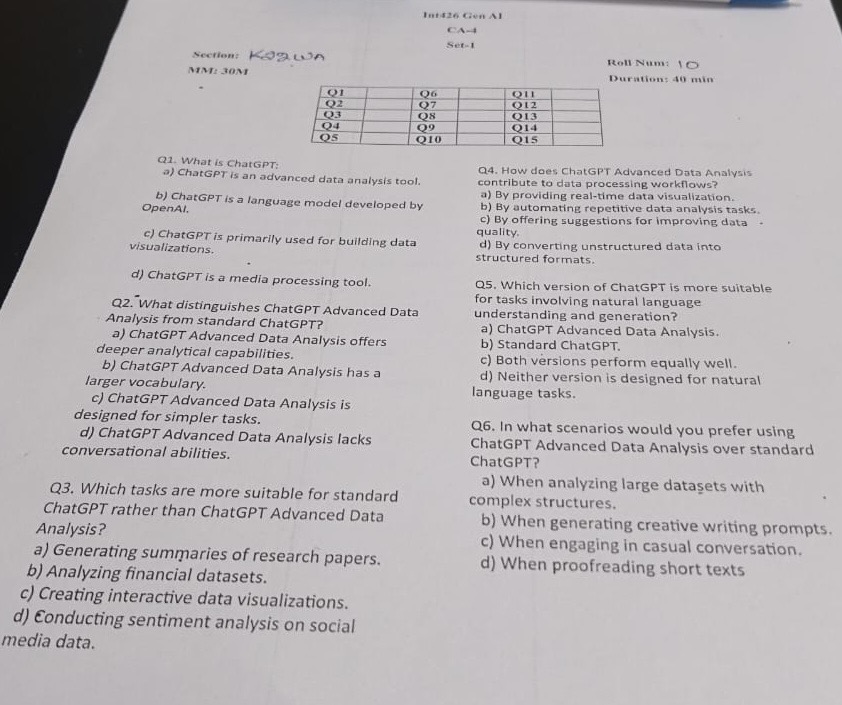 Int426 Gen AI
CA-4
Set-1
Section:
Roll Num: 10
MM: 30M
Duration: 40 min
Q1 Q6 Q11
Q2 Q7 Q12
Q3 Q8 Q13
Q4 Q9 Q14
Q5 Q10 Q15
Q1. What is ChatGPT:
a) ChatGPT is an advanced data analysis tool.
b) ChatGPT is a language model developed by
OpenAI.
c) ChatGPT is primarily used for building data
visualizations.
d) ChatGPT is a media processing tool.
Q2. What distinguishes ChatGPT Advanced Data
Analysis from standard ChatGPT?
a) ChatGPT Advanced Data Analysis offers
deeper analytical capabilities.
b) ChatGPT Advanced Data Analysis has a
larger vocabulary.
c) ChatGPT Advanced Data Analysis is
designed for simpler tasks.
d) ChatGPT Advanced Data Analysis lacks
conversational abilities.
Q3. Which tasks are more suitable for standard
ChatGPT rather than ChatGPT Advanced Data
Analysis?
a) Generating summaries of research papers.
b) Analyzing financial datasets.
c) Creating interactive data visualizations.
d) Conducting sentiment analysis on social
media data.
Q4. How does ChatGPT Advanced Data Analysis
contribute to data processing workflows?
a) By providing real-time data visualization.
b) By automating repetitive data analysis tasks.
c) By offering suggestions for improving data
quality.
d) By converting unstructured data into
structured formats.
Q5. Which version of ChatGPT is more suitable
for tasks involving natural language
understanding and generation?
a) ChatGPT Advanced Data Analysis.
b) Standard ChatGPT.
c) Both versions perform equally well.
d) Neither version is designed for natural
language tasks.
Q6. In what scenarios would you prefer using
ChatGPT Advanced Data Analysis over standard
ChatGPT?
a) When analyzing large datasets with
complex structures.
b) When generating creative writing prompts.
c) When engaging in casual conversation.
d) When proofreading short texts